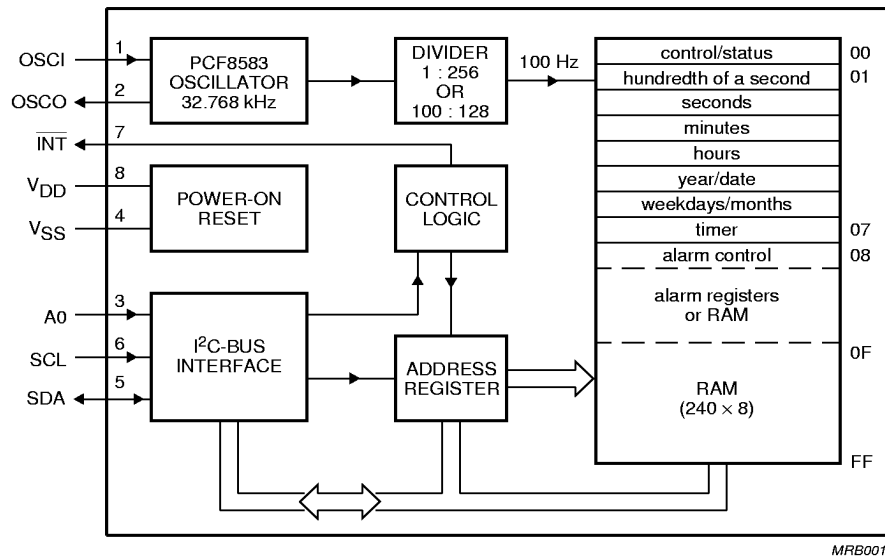 OSCI
1
OSCO
2
INT
7
VDD
8
VSS
4
A0
3
SCL
6
SDA
5
PCF8583
OSCILLATOR
32.768 kHz
DIVIDER
1 : 256
OR
100 : 128
100 Hz
POWER-ON
RESET
CONTROL
LOGIC
I²C-BUS
INTERFACE
ADDRESS
REGISTER
control/status
00
hundredth of a second
01
seconds
minutes
hours
year/date
weekdays/months
timer
07
alarm control
08
alarm registers
or RAM
0F
RAM
(240 × 8)
FF
MRB001